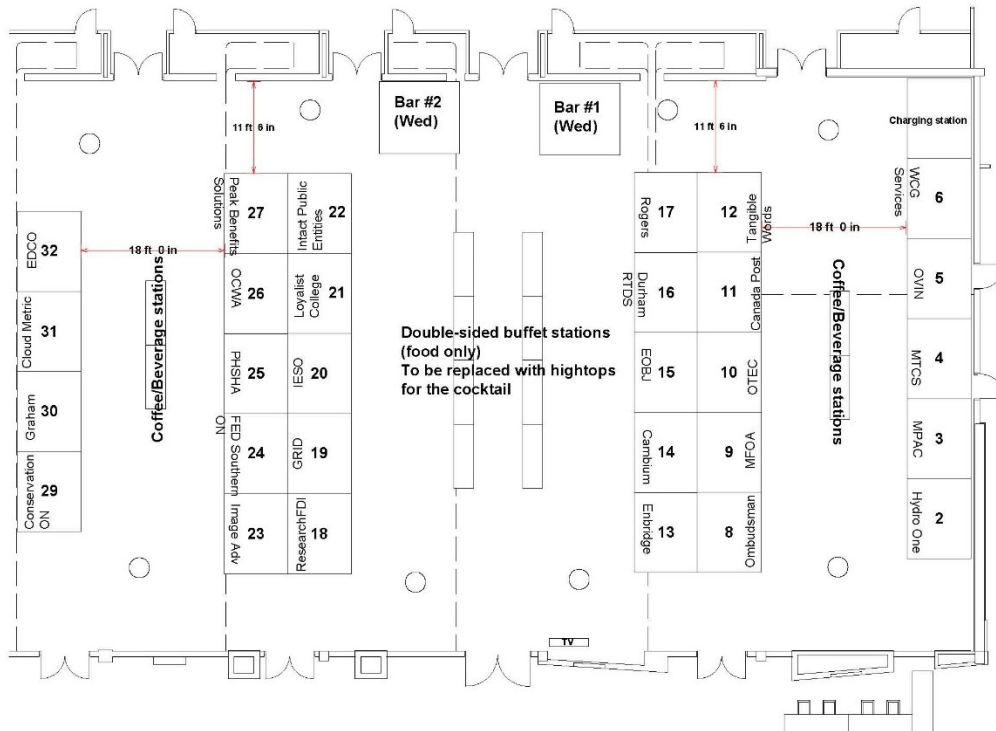 Bar #2
(Wed)
Bar #1
(Wed)
11 ft 6 in
11 ft 6 in
Charging station
EDCO
32
Cloud Metric
31
Graham
30
Conservation
ON
29
18 ft 0 in
Coffee/Beverage stations
Peak Benefits
Solutions
27
OCWA
26
PHSHA
25
FED Southern
ON
24
Image Adv
23
Intact Public
Entities
22
Loyalist
College
21
IESO
20
GRID
19
ResearchFDI
18
Double-sided buffet stations
(food only)
To be replaced with hightops
for the cocktail
Rogers
17
Durham
RTDS
16
EOBJ
15
Cambium
14
Enbridge
13
12
Tangible
Words
11
Canada Post
10
OTEC
9
MFOA
8
Ombudsman
18 ft 0 in
Coffee/Beverage stations
WCG
Services
6
OVIN
5
MTCS
4
MPAC
3
Hydro One
2
TV